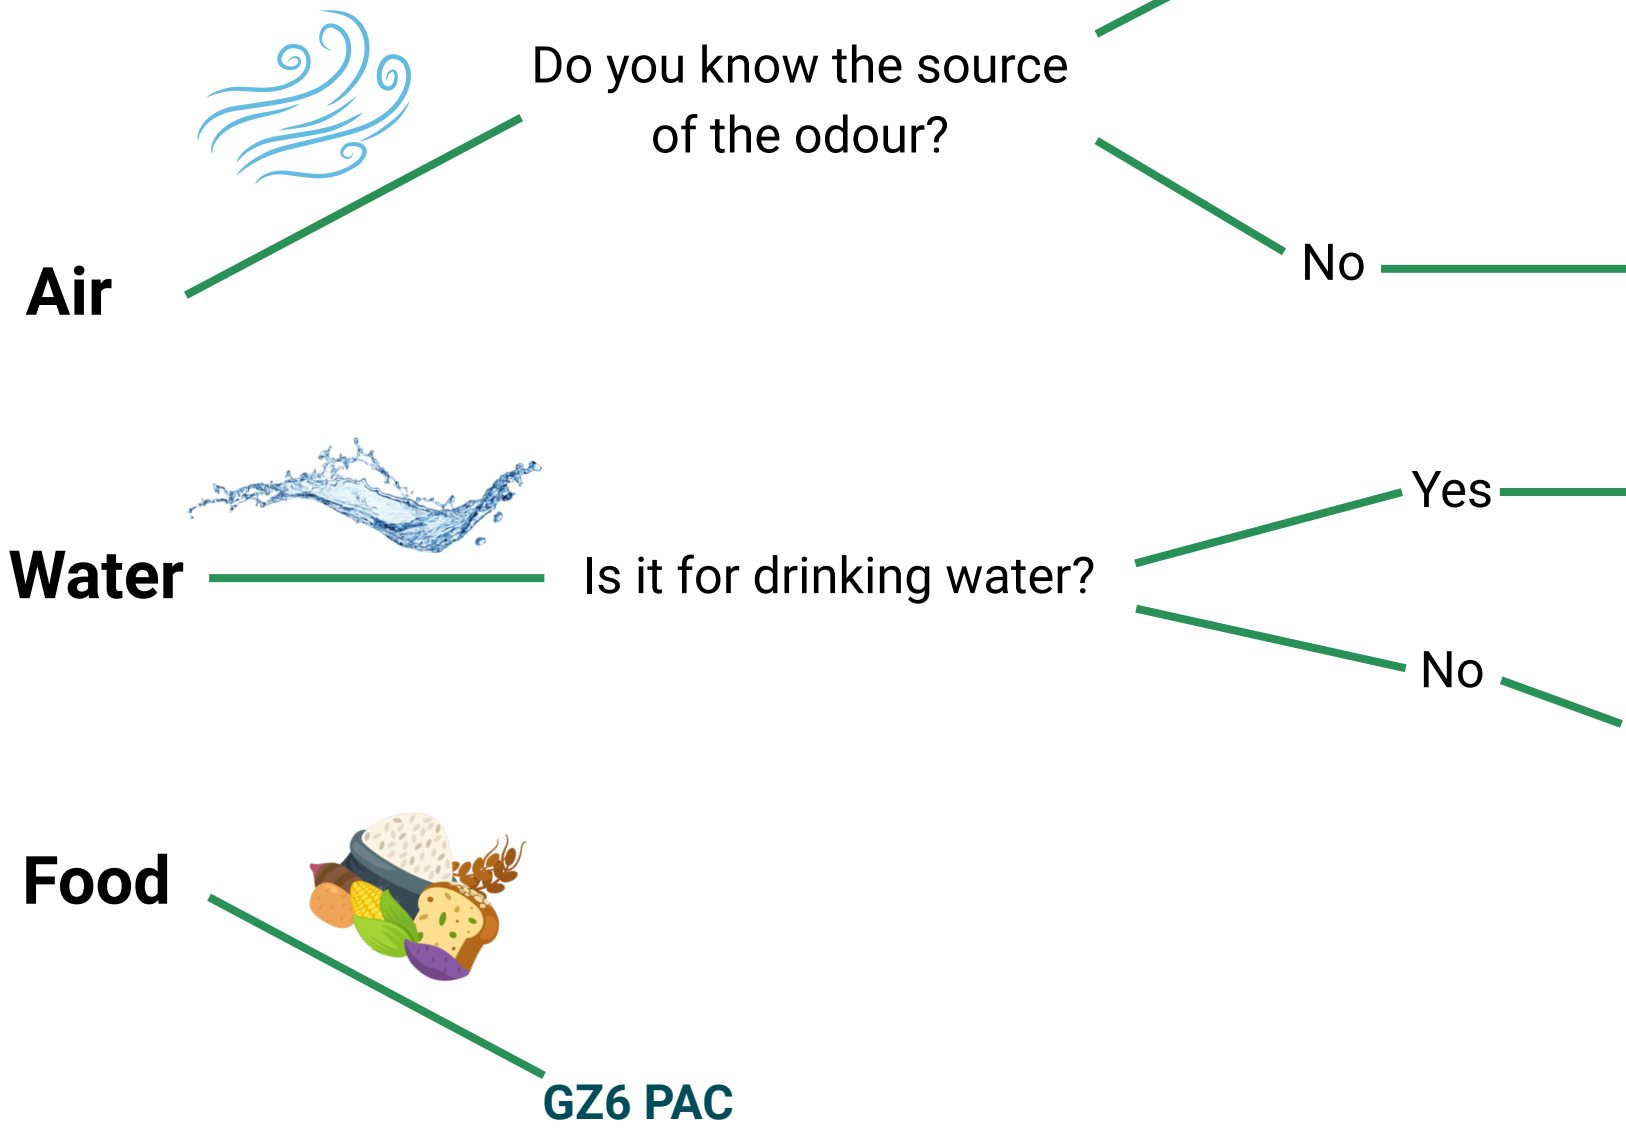 Do you know the source
of the odour?
No
Air
Yes
Water
Is it for drinking water?
No
Food
GZ6 PAC